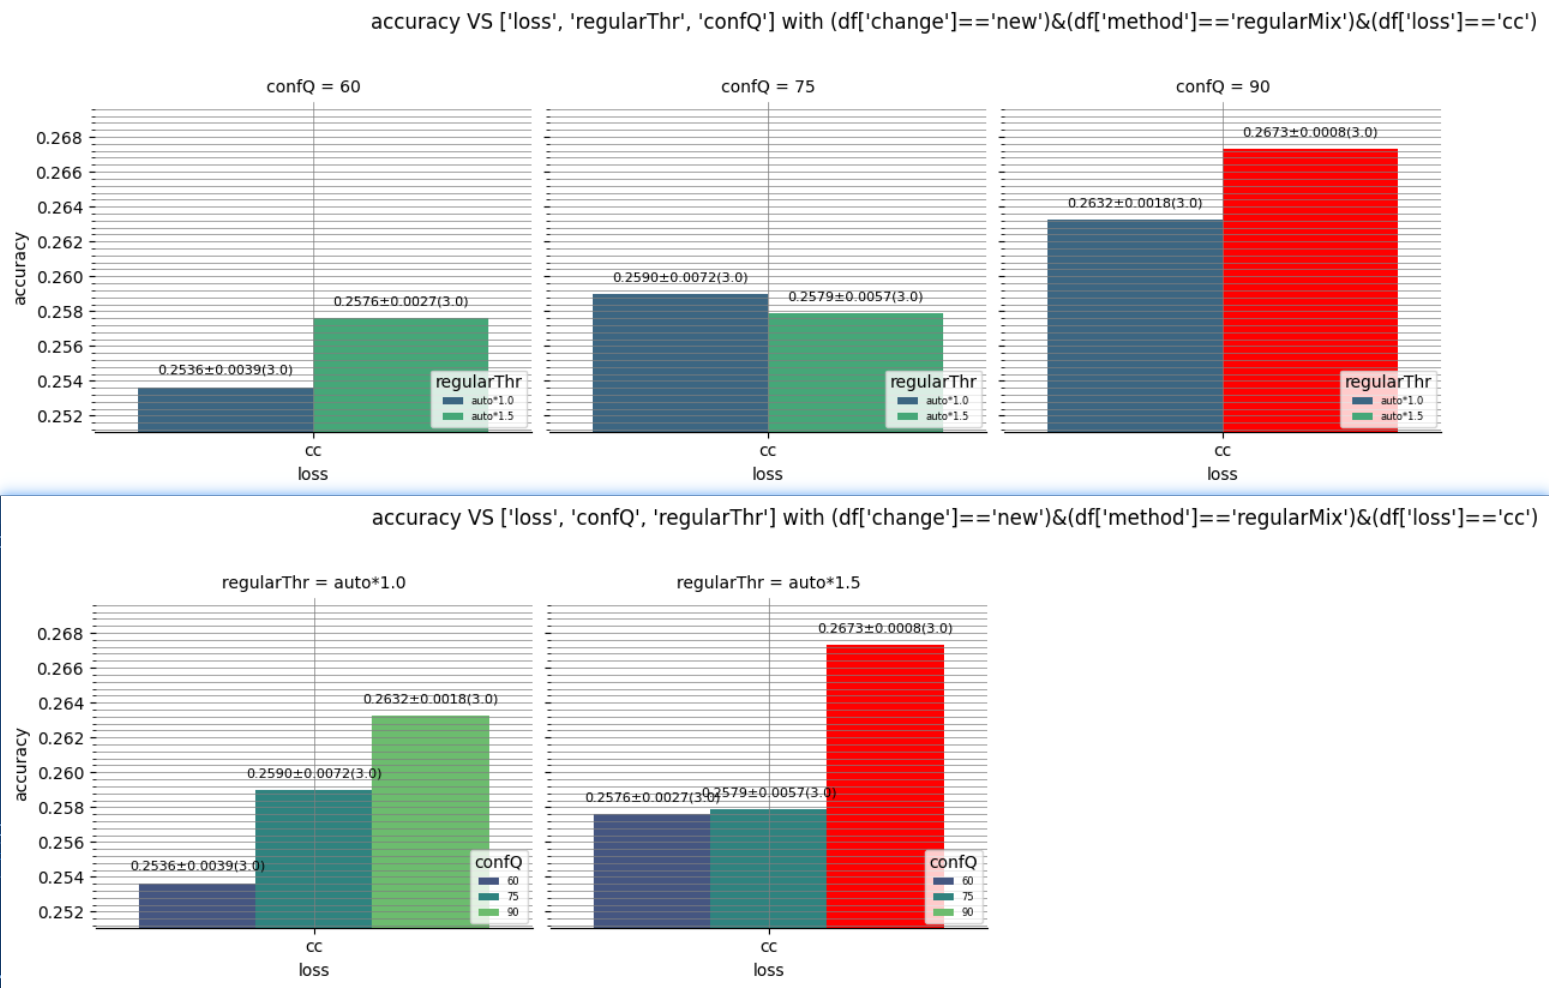 accuracy VS ['loss', 'regularThr', 'confQ'] with (df['change']=='new')&(df['method']=='regularMix')&(df['loss']=='cc')
confQ = 60
confQ = 75
confQ = 90
accuracy
0.268
0.266
0.264
0.262
0.260
0.258
0.256
0.254
0.252
0.2536±0.0039(3.0)
0.2576±0.0027(3.0)
regularThr
auto*1.0
auto*1.5
cc
loss
0.2590±0.0072(3.0)
0.2579±0.0057(3.0)
regularThr
auto*1.0
auto*1.5
cc
loss
0.2632±0.0018(3.0)
0.2673±0.0008(3.0)
regularThr
auto*1.0
auto*1.5
cc
loss
accuracy VS ['loss', 'confQ', 'regularThr'] with (df['change']=='new')&(df['method']=='regularMix')&(df['loss']=='cc')
regularThr = auto*1.0
regularThr = auto*1.5
accuracy
0.268
0.266
0.264
0.262
0.260
0.258
0.256
0.254
0.252
0.2536±0.0039(3.0)
0.2590±0.0072(3.0)
0.2632±0.0018(3.0)
confQ
60
75
90
cc
loss
0.2576±0.0027(3.0)
0.2579±0.0057(3.0)
0.2673±0.0008(3.0)
confQ
60
75
90
cc
loss